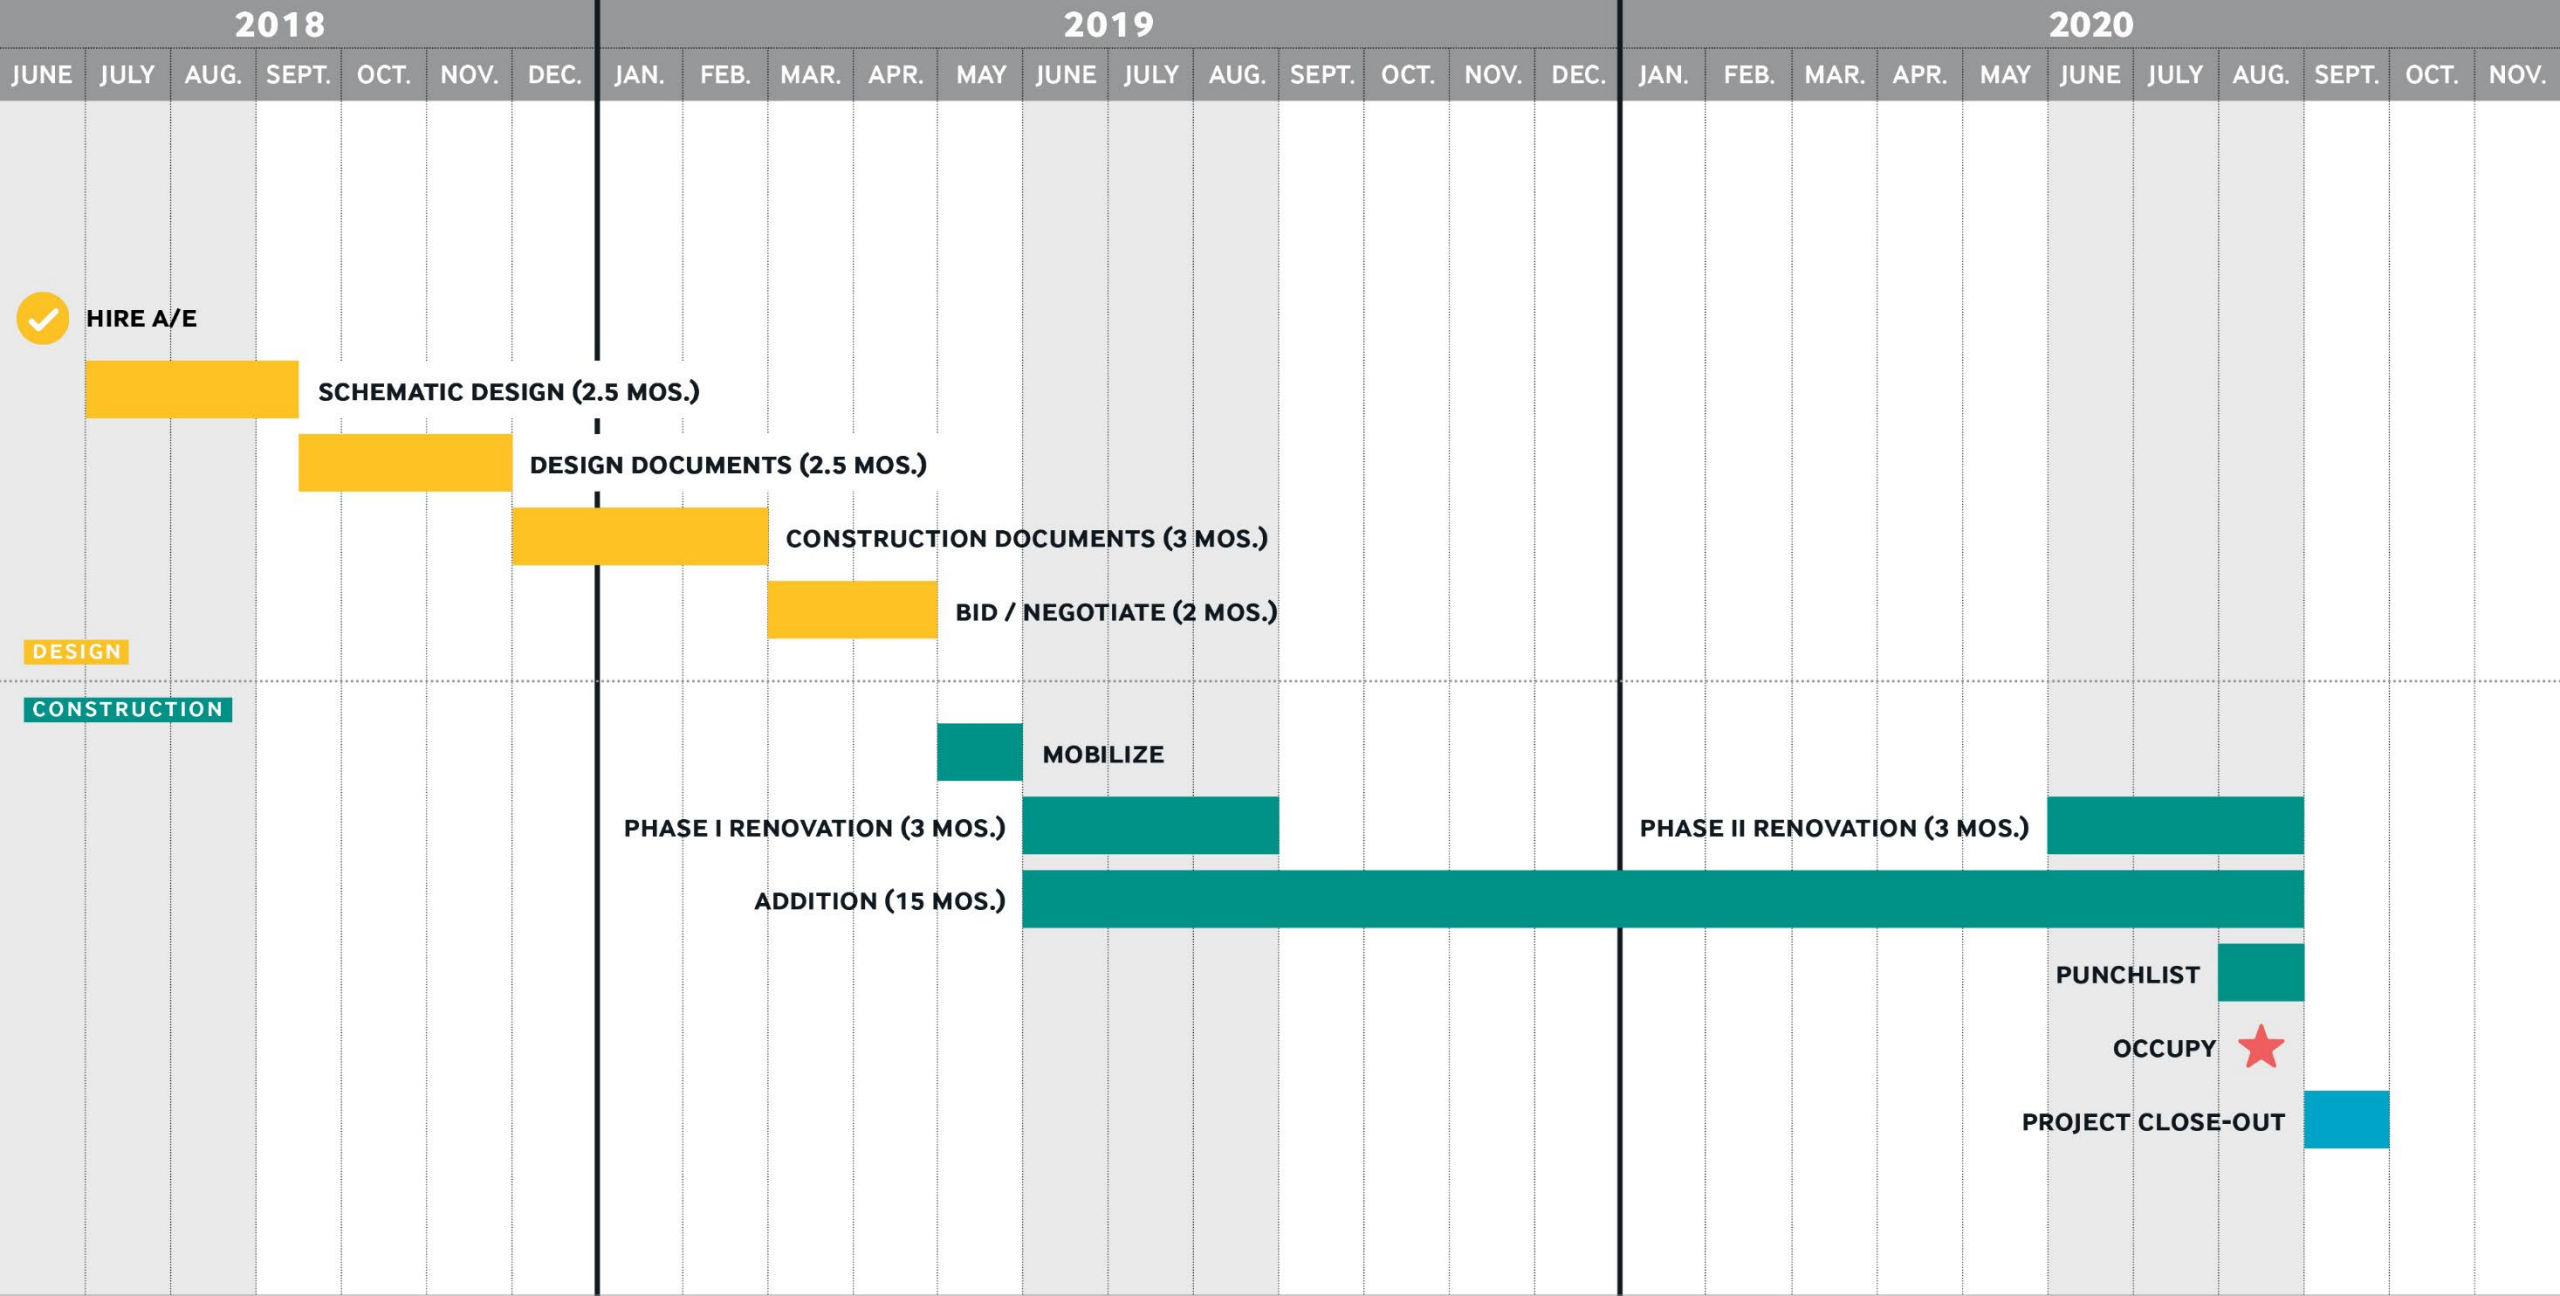 2018 2019 2020
JUNE JULY AUG. SEPT. OCT. NOV. DEC. JAN. FEB. MAR. APR. MAY JUNE JULY AUG. SEPT. OCT. NOV. DEC. JAN. FEB. MAR. APR. MAY JUNE JULY AUG. SEPT. OCT. NOV.
HIRE A/E
SCHEMATIC DESIGN (2.5 MOS.)
DESIGN DOCUMENTS (2.5 MOS.)
CONSTRUCTION DOCUMENTS (3 MOS.)
BID / NEGOTIATE (2 MOS.)
DESIGN
CONSTRUCTION
MOBILIZE
PHASE I RENOVATION (3 MOS.) PHASE II RENOVATION (3 MOS.)
ADDITION (15 MOS.)
PUNCHLIST
OCCUPY
PROJECT CLOSE-OUT